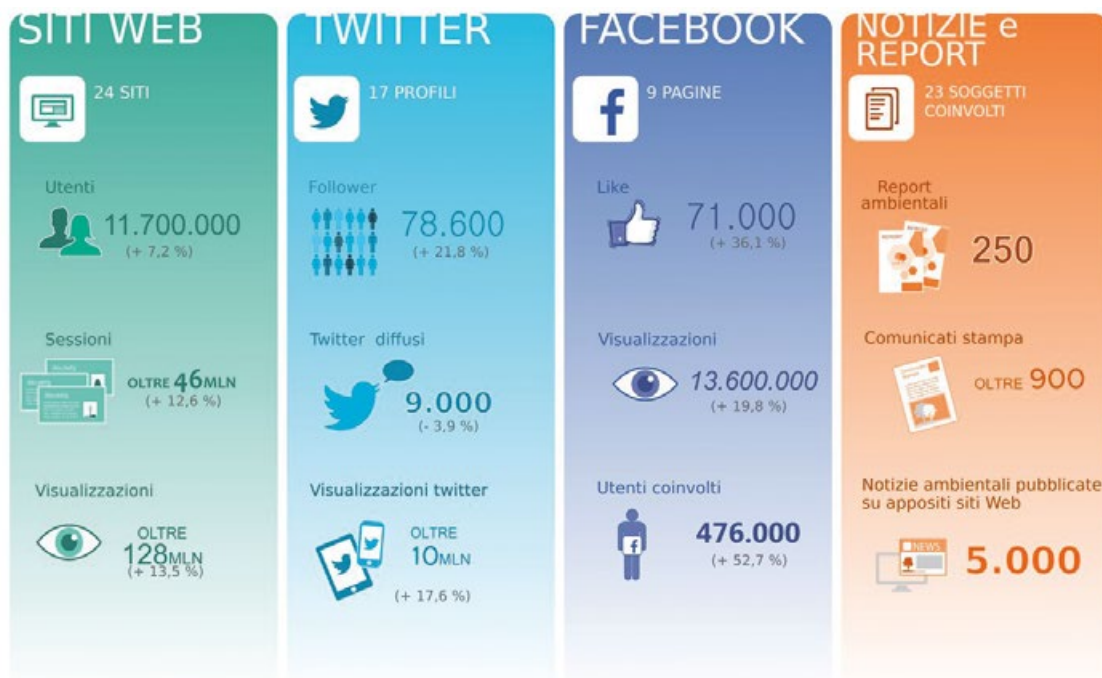 SITI WEB
24 SITI
Utenti
11.700.000
(+ 7,2 %)
Sessioni
OLTRE 46MLN
(+ 12,6 %)
Visualizzazioni
OLTRE
128MLN
(+ 13,5 %)
TWITTER
17 PROFILI
Follower
78.600
(+ 21,8 %)
Twitter diffusi
9.000
(- 3,9 %)
Visualizzazioni twitter
OLTRE
10MLN
(+ 17,6 %)
FACEBOOK
9 PAGINE
Like
71.000
(+ 36,1 %)
Visualizzazioni
13.600.000
(+ 19,8 %)
Utenti coinvolti
476.000
(+ 52,7 %)
NOTIZIE e
REPORT
23 SOGGETTI
COINVOLTI
Report
ambientali
250
Comunicati stampa
OLTRE 900
Notizie ambientali pubblicate
su appositi siti Web
NEWS
5.000